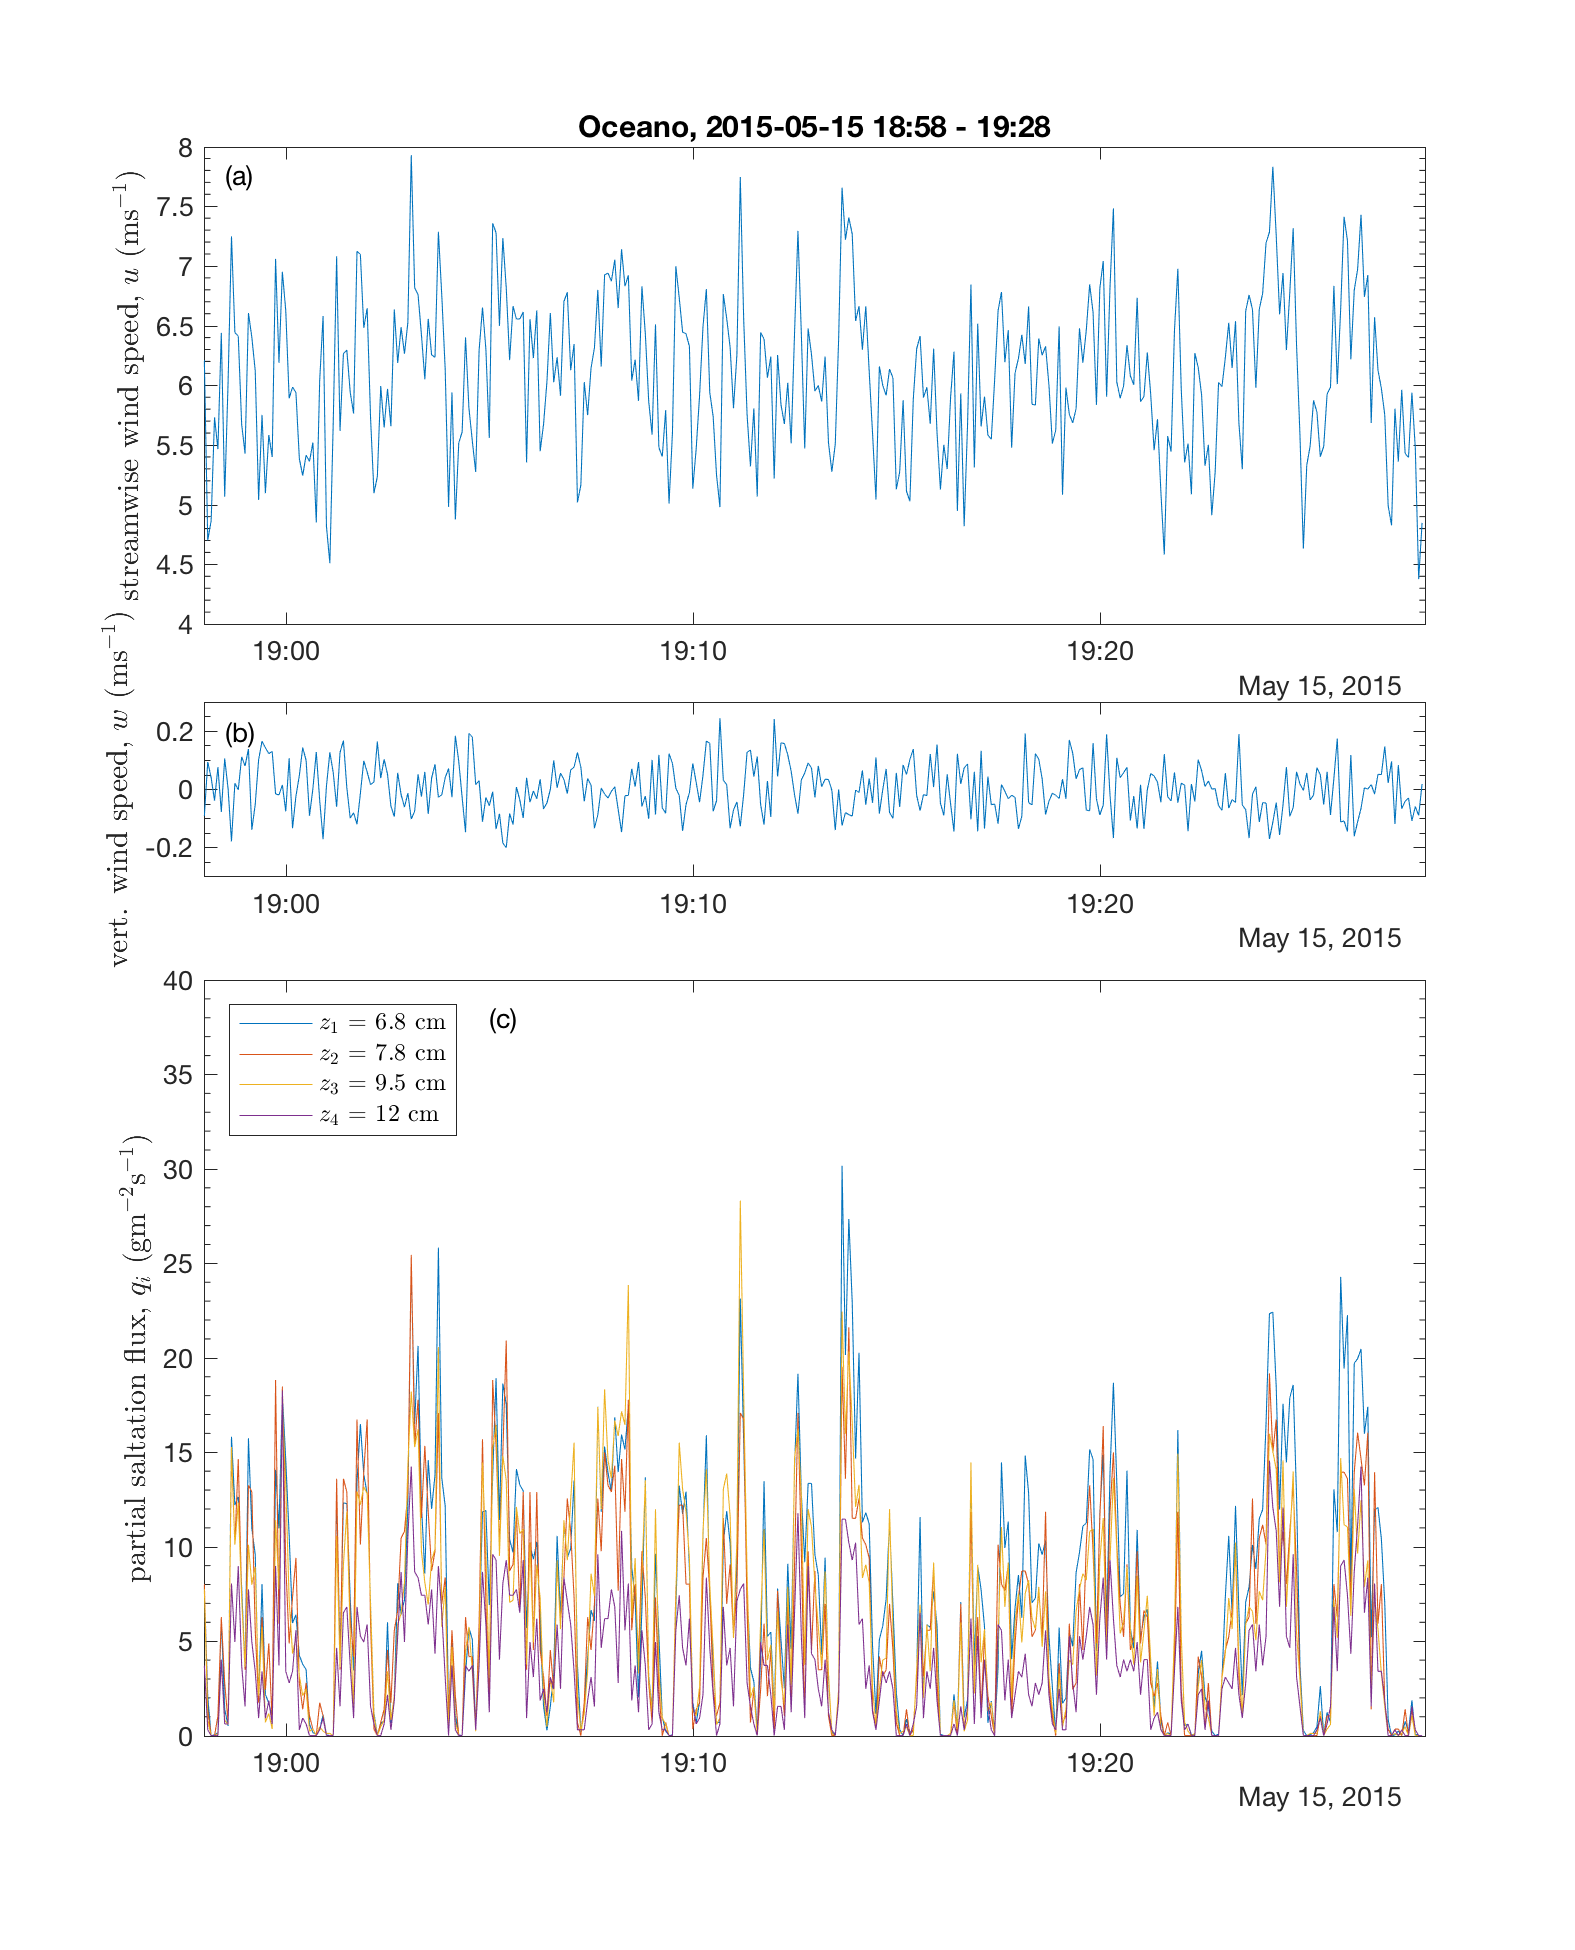 Oceano, 2015-05-15 18:58 - 19:28
(a)
streamwise wind speed, u (ms⁻¹)
8
7.5
7
6.5
6
5.5
5
4.5
4
19:00 19:10 19:20
May 15, 2015
(b)
vert. wind speed, w (ms⁻¹)
0.2
0
-0.2
19:00 19:10 19:20
May 15, 2015
(c)
partial saltation flux, qᵢ (gm⁻²s⁻¹)
40
35
30
25
20
15
10
5
0
z₁ = 6.8 cm
z₂ = 7.8 cm
z₃ = 9.5 cm
z₄ = 12 cm
19:00 19:10 19:20
May 15, 2015